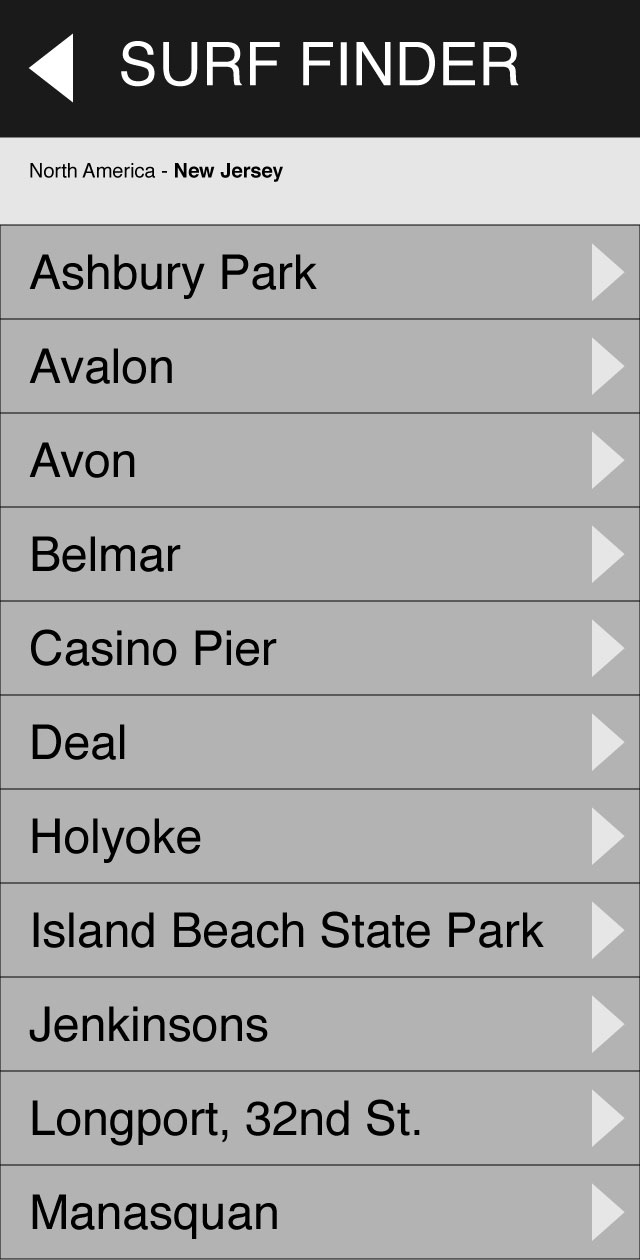 SURF FINDER
North America - New Jersey
Ashbury Park
Avalon
Avon
Belmar
Casino Pier
Deal
Holyoke
Island Beach State Park
Jenkinsons
Longport, 32nd St.
Manasquan